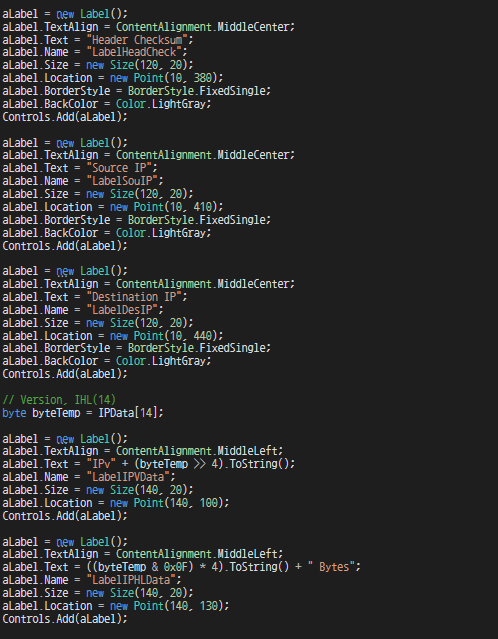 aLabel = new Label();
aLabel.TextAlign = ContentAlignment.MiddleCenter;
aLabel.Text = "Header Checksum";
aLabel.Name = "LabelHeadCheck";
aLabel.Size = new Size(120, 20);
aLabel.Location = new Point(10, 380);
aLabel.BorderStyle = BorderStyle.FixedSingle;
aLabel.BackColor = Color.LightGray;
Controls.Add(aLabel);

aLabel = new Label();
aLabel.TextAlign = ContentAlignment.MiddleCenter;
aLabel.Text = "Source IP";
aLabel.Name = "LabelSouIP";
aLabel.Size = new Size(120, 20);
aLabel.Location = new Point(10, 410);
aLabel.BorderStyle = BorderStyle.FixedSingle;
aLabel.BackColor = Color.LightGray;
Controls.Add(aLabel);

aLabel = new Label();
aLabel.TextAlign = ContentAlignment.MiddleCenter;
aLabel.Text = "Destination IP";
aLabel.Name = "LabelDesIP";
aLabel.Size = new Size(120, 20);
aLabel.Location = new Point(10, 440);
aLabel.BorderStyle = BorderStyle.FixedSingle;
aLabel.BackColor = Color.LightGray;
Controls.Add(aLabel);

// Version, IHL(14)
byte byteTemp = IPData[14];

aLabel = new Label();
aLabel.TextAlign = ContentAlignment.MiddleLeft;
aLabel.Text = "IPv" + (byteTemp >> 4).ToString();
aLabel.Name = "LabelIPVData";
aLabel.Size = new Size(140, 20);
aLabel.Location = new Point(140, 100);
Controls.Add(aLabel);

aLabel = new Label();
aLabel.TextAlign = ContentAlignment.MiddleLeft;
aLabel.Text = ((byteTemp & 0x0F) * 4).ToString() + " Bytes";
aLabel.Name = "LabelIPHLData";
aLabel.Size = new Size(140, 20);
aLabel.Location = new Point(140, 130);
Controls.Add(aLabel);